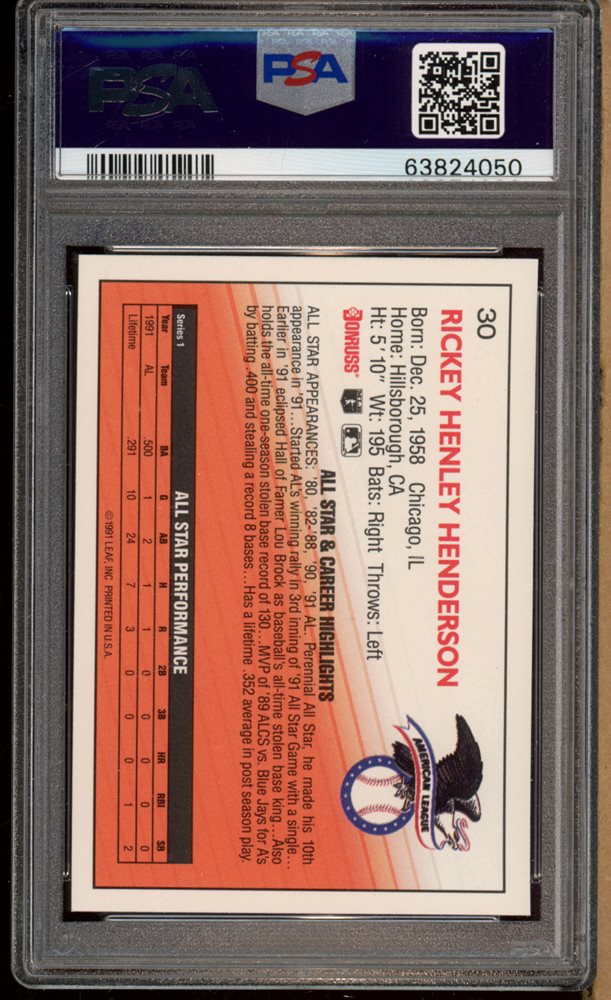 PSA
PSA
63824050
30
RICKEY HENLEY HENDERSON
Born: Dec. 25, 1958 Chicago, IL
Home: Hillsborough, CA
Ht: 5' 10" Wt: 195 Bats: Right Throws: Left
DONRUSS
AMERICAN LEAGUE
ALL STAR & CAREER HIGHLIGHTS
ALL STAR APPEARANCES: '80, '82-'88, '90, '91 AL. Perennial All Star, he made his 10th
appearance in '91...Started AL's winning rally in 3rd inning of '91 All Star Game with a single...
Earlier in '91 eclipsed Hall of Famer Lou Brock as baseball's all-time stolen base king...Also
holds the all-time one-season stolen base record of 130...MVP of '89 ALCS vs. Blue Jays for A's
by batting .400 and stealing a record 8 bases...Has a lifetime .352 average in post season play.
Series 1 ALL STAR PERFORMANCE
Year Team BA G AB H R 2B 3B HR RBI SB
1991 AL .500 1 2 1 1 0 0 0 0 0
Lifetime .291 10 24 7 3 0 0 0 1 2
©1991 LEAF, INC. PRINTED IN U.S.A.